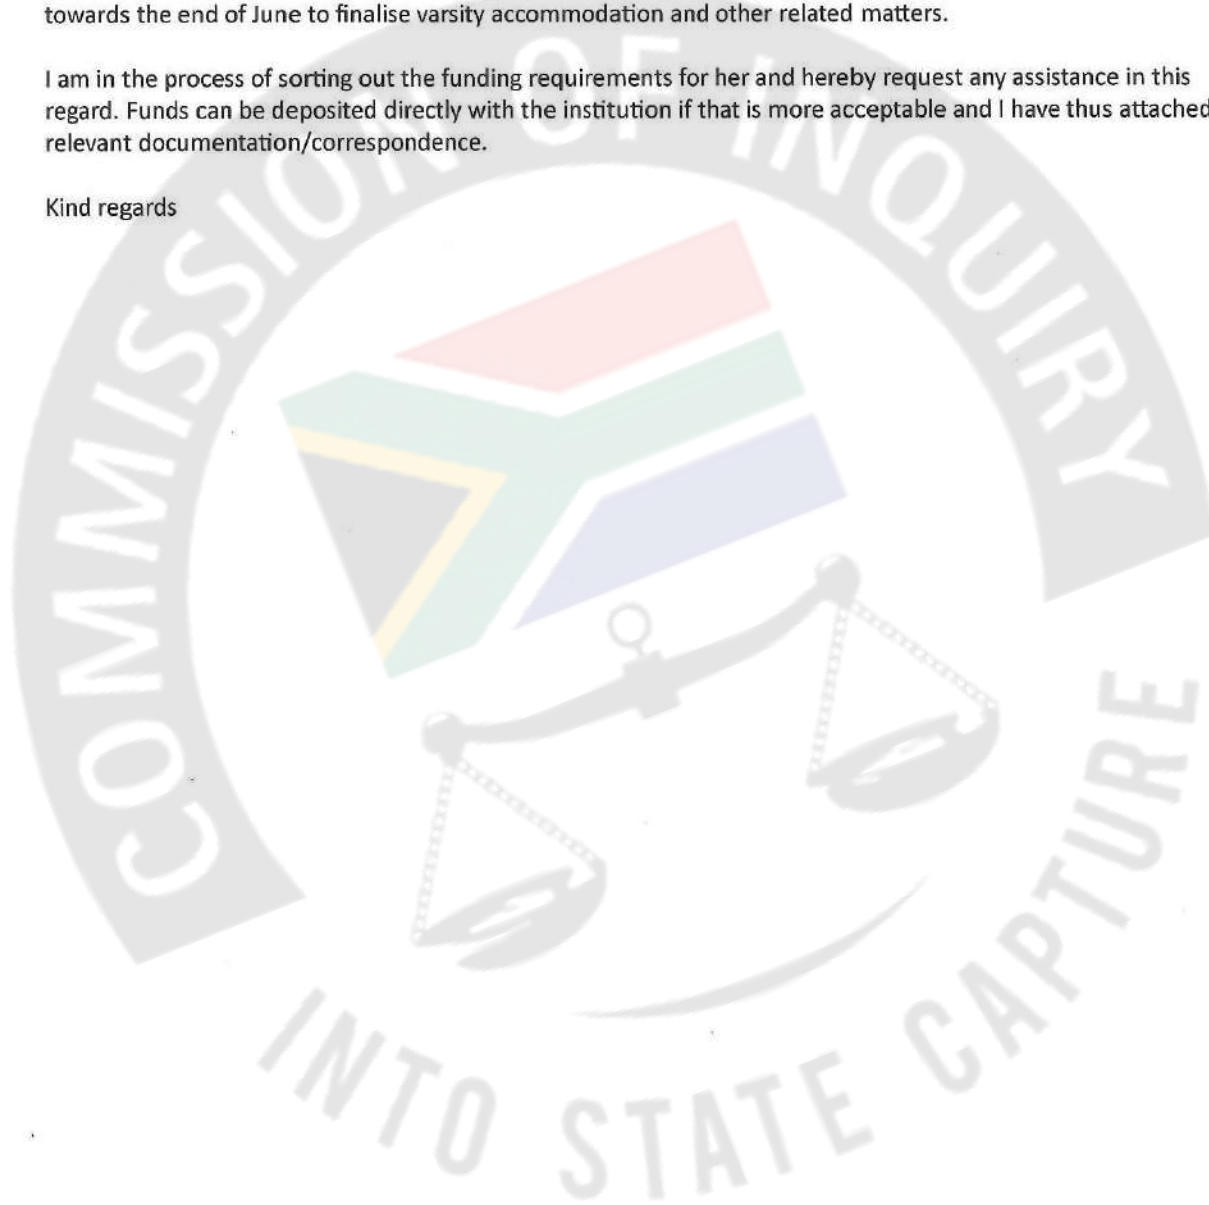 towards the end of June to finalise varsity accommodation and other related matters.
I am in the process of sorting out the funding requirements for her and hereby request any assistance in this
regard. Funds can be deposited directly with the institution if that is more acceptable and I have thus attached
relevant documentation/correspondence.
Kind regards
COMMISSION OF INQUIRY
INTO STATE CAPTURE